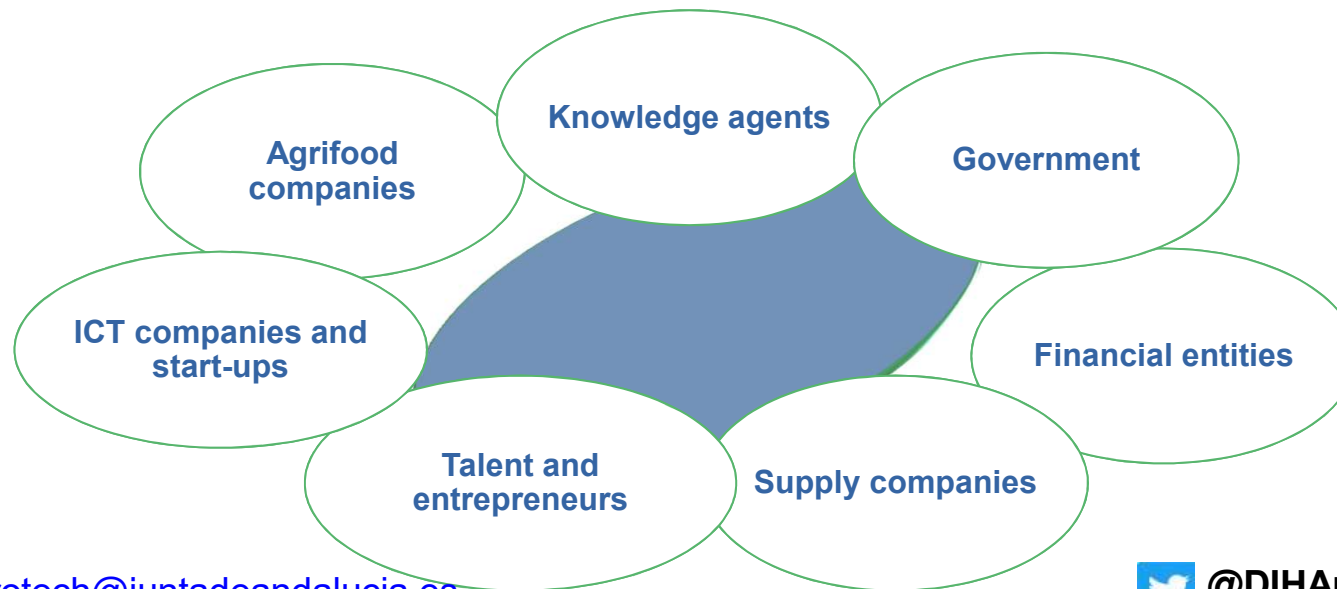 Knowledge agents
Agrifood
companies
Government
ICT companies and
start-ups
Financial entities
Talent and
entrepreneurs
Supply companies